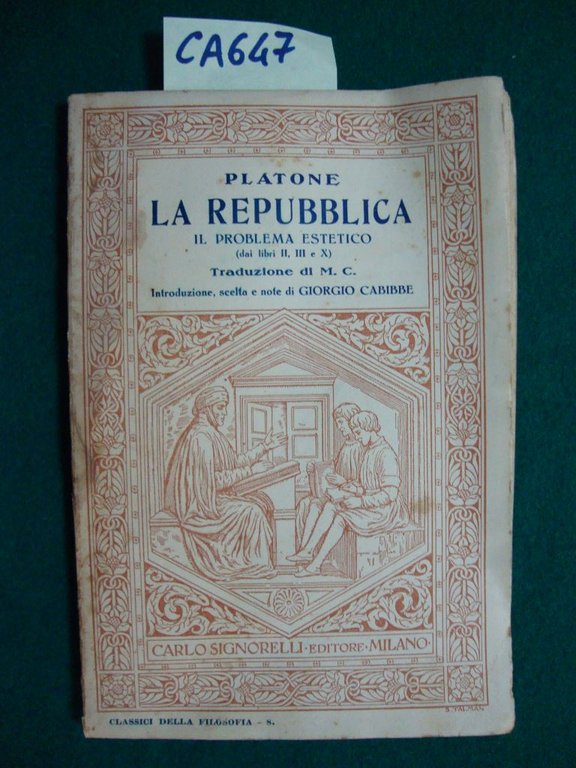 CA647
PLATONE
LA REPUBBLICA
IL PROBLEMA ESTETICO
(dai libri II, III e X)
Traduzione di M. C.
Introduzione, scelta e note di GIORGIO CABIBBE
CARLO SIGNORELLI · EDITORE · MILANO ·
S. TALMAN
CLASSICI DELLA FILOSOFIA - 8.